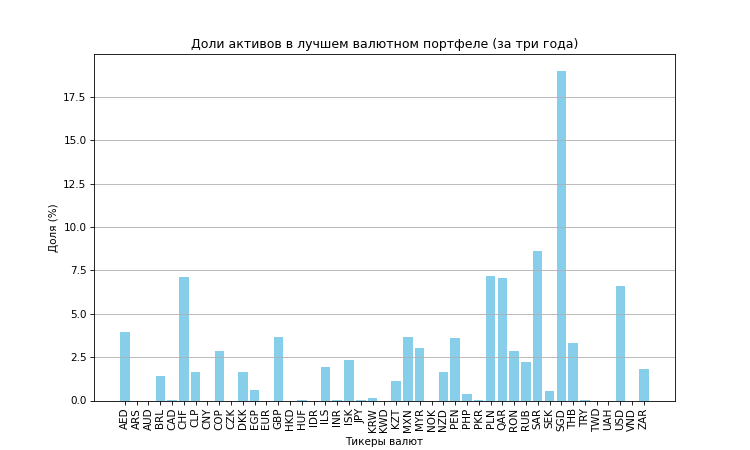 Доли активов в лучшем валютном портфеле (за три года)
Доля (%)
17.5
15.0
12.5
10.0
7.5
5.0
2.5
0.0
AED ARS AUD BRL CAD CHF CLP CNY COP CZK DKK EGP EUR GBP HKD HUF IDR ILS INR ISK JPY KRW KWD KZT MXN MYR NOK NZD PEN PHP PKR PLN QAR RON RUB SAR SEK SGD THB TRY TWD UAH USD VND ZAR
Тикеры валют